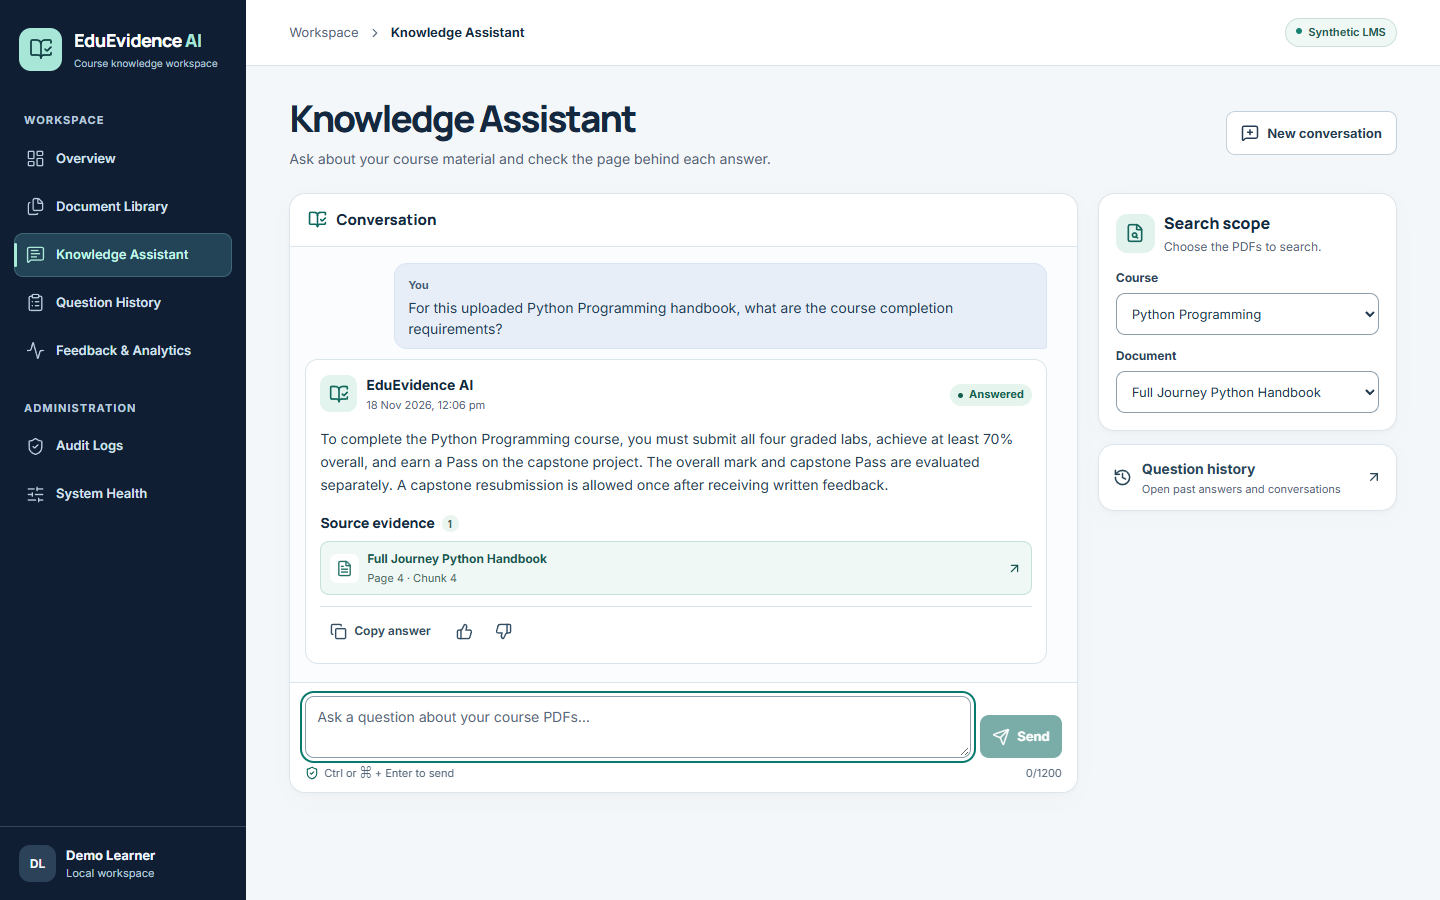 EduEvidence AI
Course knowledge workspace
WORKSPACE
Overview
Document Library
Knowledge Assistant
Question History
Feedback & Analytics
ADMINISTRATION
Audit Logs
System Health
DL
Demo Learner
Local workspace
Workspace > Knowledge Assistant
Synthetic LMS
Knowledge Assistant
Ask about your course material and check the page behind each answer.
New conversation
Conversation
You
For this uploaded Python Programming handbook, what are the course completion
requirements?
EduEvidence AI
18 Nov 2026, 12:06 pm
Answered
To complete the Python Programming course, you must submit all four graded labs, achieve at least 70%
overall, and earn a Pass on the capstone project. The overall mark and capstone Pass are evaluated
separately. A capstone resubmission is allowed once after receiving written feedback.
Source evidence 1
Full Journey Python Handbook
Page 4 · Chunk 4
Copy answer
Ask a question about your course PDFs...
Send
Ctrl or ⌘ + Enter to send
0/1200
Search scope
Choose the PDFs to search.
Course
Python Programming
Document
Full Journey Python Handbook
Question history
Open past answers and conversations